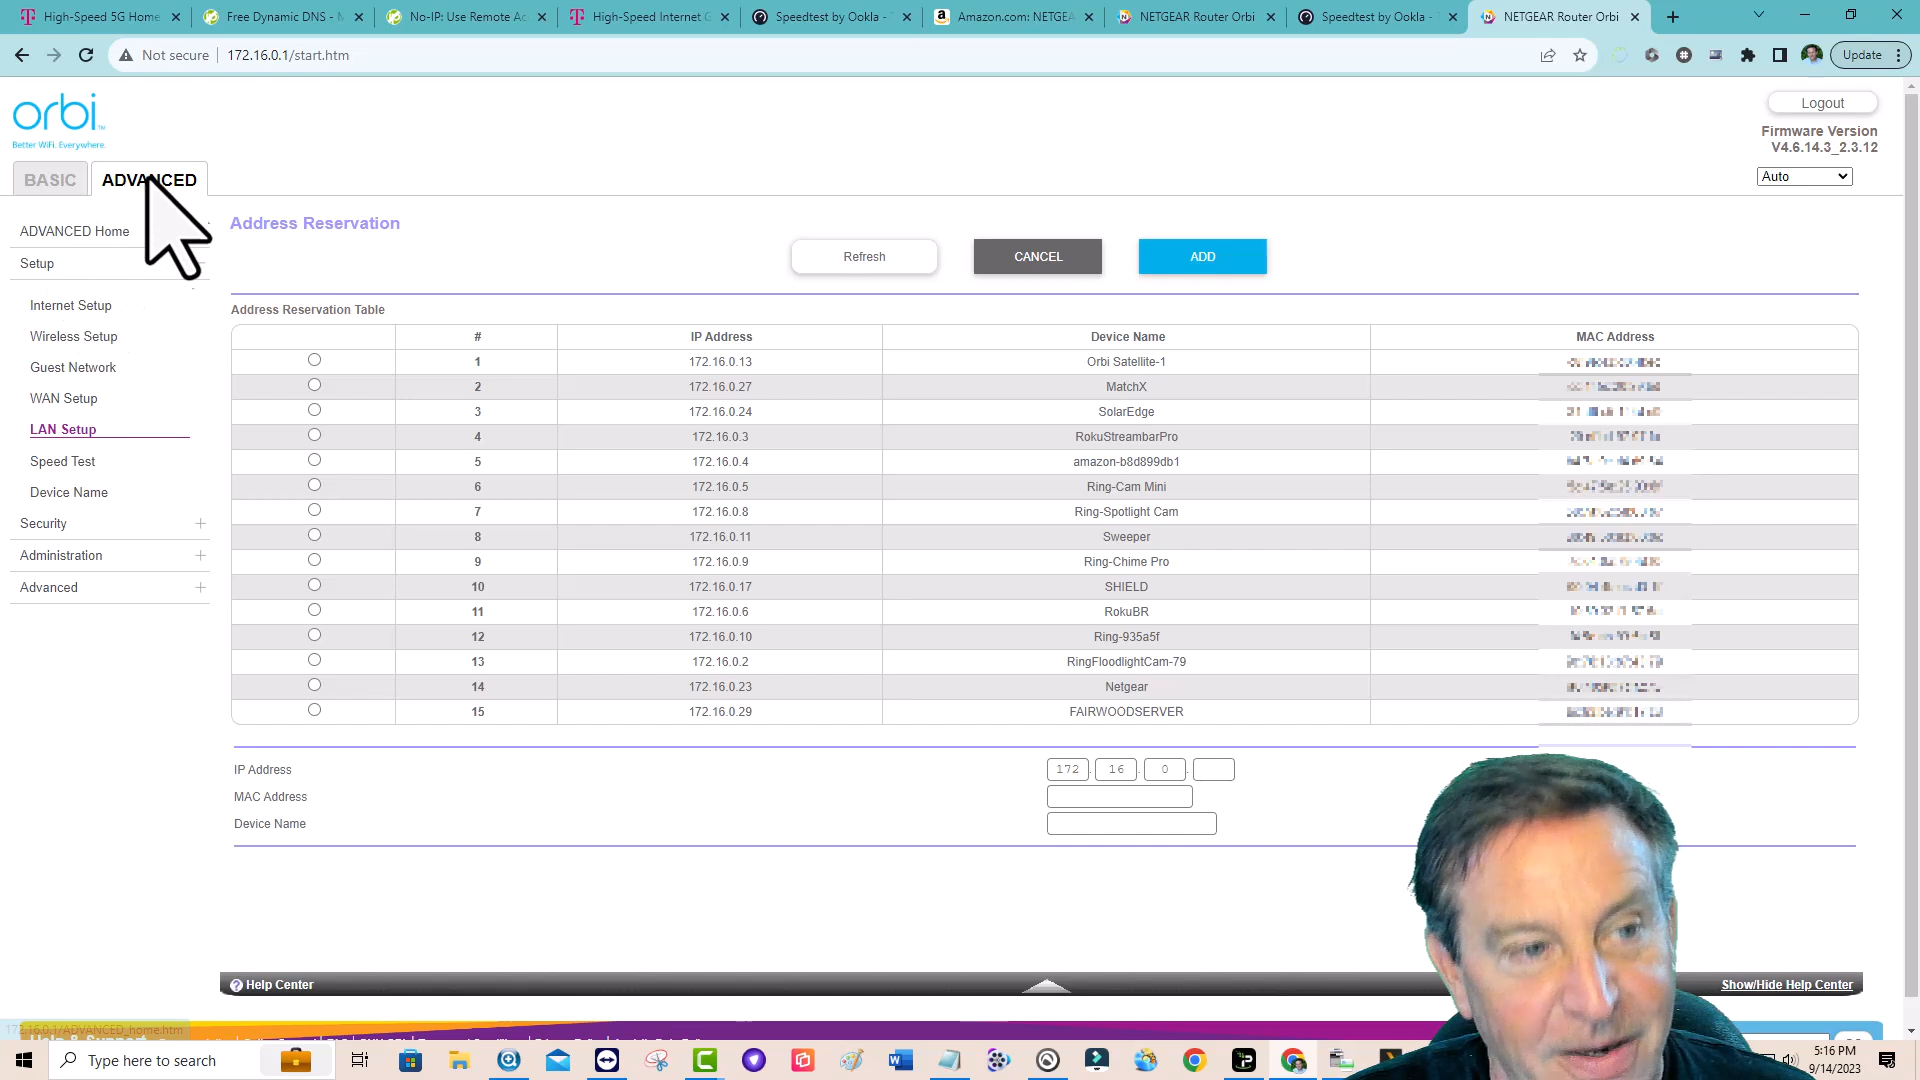 High-Speed 5G Home
Free Dynamic DNS -
No-IP: Use Remote Ac
High-Speed Internet G
Speedtest by Ookla -
Amazon.com: NETGEA
NETGEAR Router Orbi
Speedtest by Ookla -
NETGEAR Router Orbi
Not secure
172.16.0.1/start.htm
Update
orbi
Better WiFi. Everywhere.
Logout
Firmware Version
V4.6.14.3_2.3.12
Auto
BASIC
ADVANCED
ADVANCED Home
Setup
Internet Setup
Wireless Setup
Guest Network
WAN Setup
LAN Setup
Speed Test
Device Name
Security
Administration
Advanced
Address Reservation
Refresh
CANCEL
ADD
Address Reservation Table
# IP Address Device Name MAC Address
1 172.16.0.13 Orbi Satellite-1
2 172.16.0.27 MatchX
3 172.16.0.24 SolarEdge
4 172.16.0.3 RokuStreambarPro
5 172.16.0.4 amazon-b8d899db1
6 172.16.0.5 Ring-Cam Mini
7 172.16.0.8 Ring-Spotlight Cam
8 172.16.0.11 Sweeper
9 172.16.0.9 Ring-Chime Pro
10 172.16.0.17 SHIELD
11 172.16.0.6 RokuBR
12 172.16.0.10 Ring-935a5f
13 172.16.0.2 RingFloodlightCam-79
14 172.16.0.23 Netgear
15 172.16.0.29 FAIRWOODSERVER
IP Address 172 . 16 . 0 .
MAC Address
Device Name
Help Center
Show/Hide Help Center
172.16.0.1/ADVANCED_home.htm
Help & Support
Type here to search
5:16 PM
9/14/2023